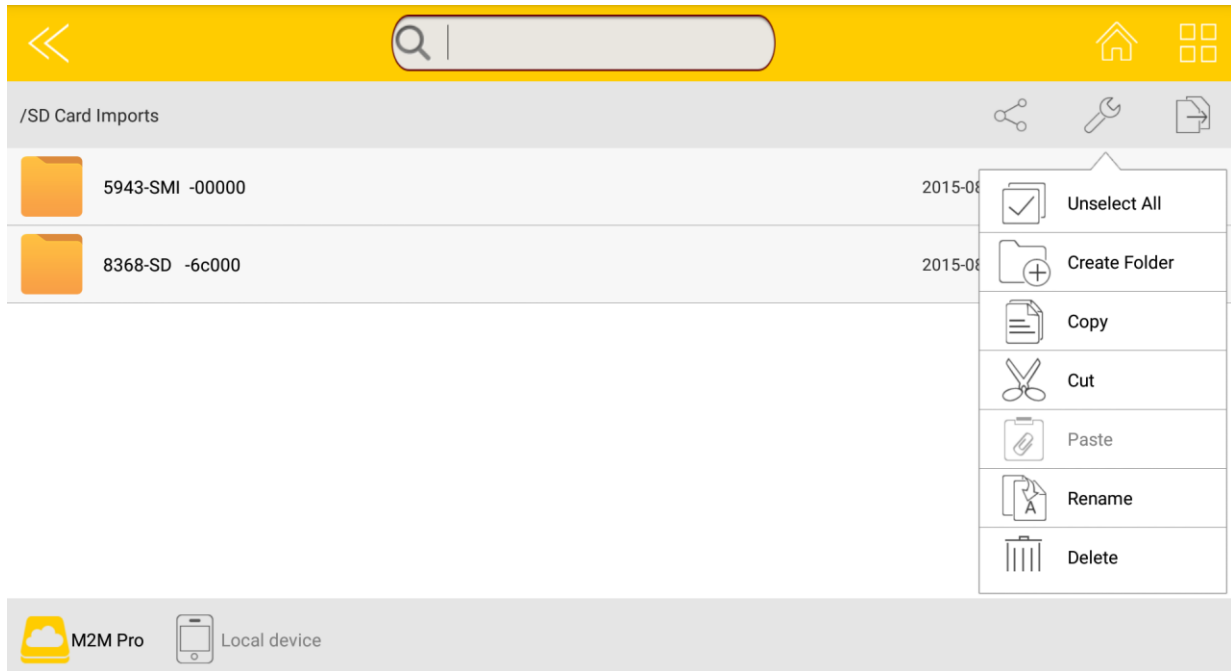 /SD Card Imports
5943-SMI -00000
2015-08
8368-SD -6c000
2015-08
Unselect All
Create Folder
Copy
Cut
Paste
A
Rename
Delete
M2M Pro
Local device